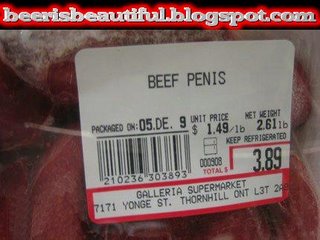 beerisbeautiful.blogspot.com
BEEF PENIS
PACKAGED ON: 05.DE. 9 UNIT PRICE NET WEIGHT
$ 1.49/lb 2.61lb
KEEP REFRIGERATED
000908
TOTAL $ 3.89
210236 303893
GALLERIA SUPERMARKET
7171 YONGE ST. THORNHILL ONT L3T 2A